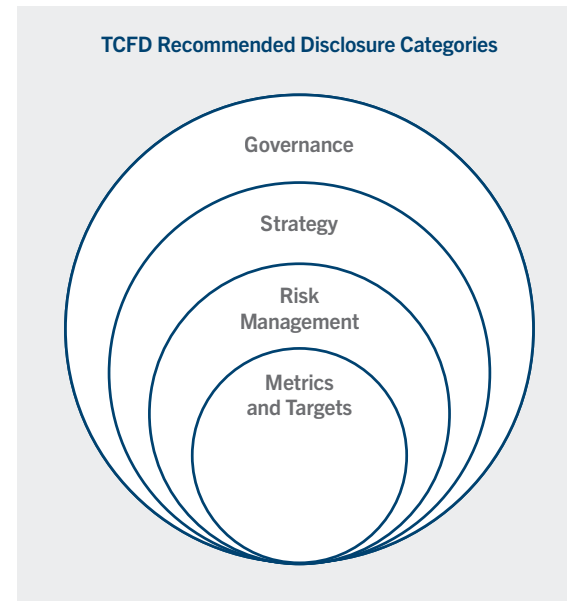 TCFD Recommended Disclosure Categories
Governance
Strategy
Risk
Management
Metrics
and Targets